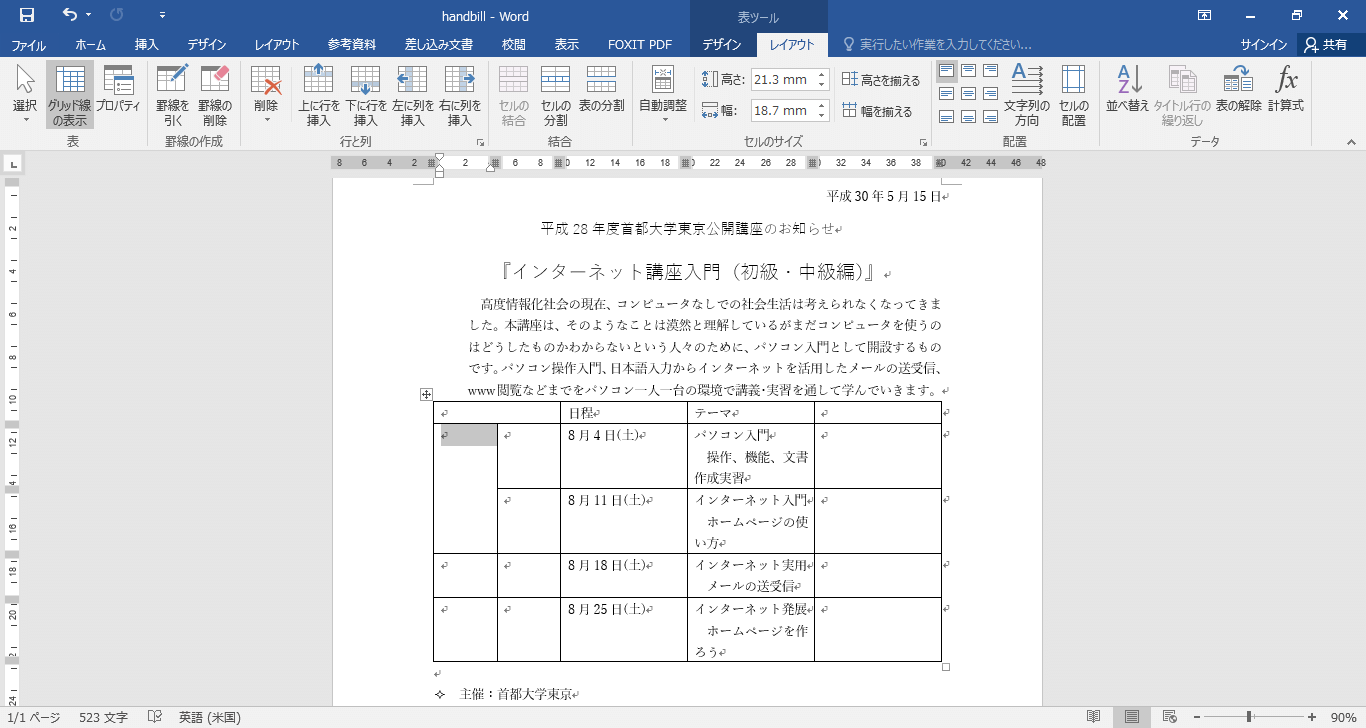 handbill - Word
表ツール
ファイル ホーム 挿入 デザイン レイアウト 参考資料 差し込み文書 校閲 表示 FOXIT PDF デザイン レイアウト 実行したい作業を入力してください... サインイン 共有
選択
グリッド線の表示
プロパティ
表
罫線を引く
罫線の削除
罫線の作成
削除
上に行を挿入
下に行を挿入
左に列を挿入
右に列を挿入
行と列
セルの結合
セルの分割
表の分割
結合
自動調整
高さ: 21.3 mm
幅: 18.7 mm
高さを揃える
幅を揃える
セルのサイズ
文字列の方向
セルの配置
配置
並べ替え
タイトル行の繰り返し
表の解除
計算式
データ
8 6 4 2 2 6 8 10 12 14 16 18 20 22 24 26 28 30 32 34 36 38 40 42 44 46 48
平成 30 年 5 月 15 日
平成 28 年度首都大学東京公開講座のお知らせ
『インターネット講座入門（初級・中級編）』
高度情報化社会の現在、コンピュータなしでの社会生活は考えられなくなってきま
した。本講座は、そのようなことは漠然と理解しているがまだコンピュータを使うの
はどうしたものかわからないという人々のために、パソコン入門として開設するもの
です。パソコン操作入門、日本語入力からインターネットを活用したメールの送受信、
www 閲覧などまでをパソコン一人一台の環境で講義・実習を通して学んでいきます。
日程 テーマ
8 月 4 日(土) パソコン入門
操作、機能、文書
作成実習
8 月 11 日(土) インターネット入門
ホームページの使
い方
8 月 18 日(土) インターネット実用
メールの送受信
8 月 25 日(土) インターネット発展
ホームページを作
ろう
主催：首都大学東京
1/1 ページ 523 文字 英語 (米国) 90%